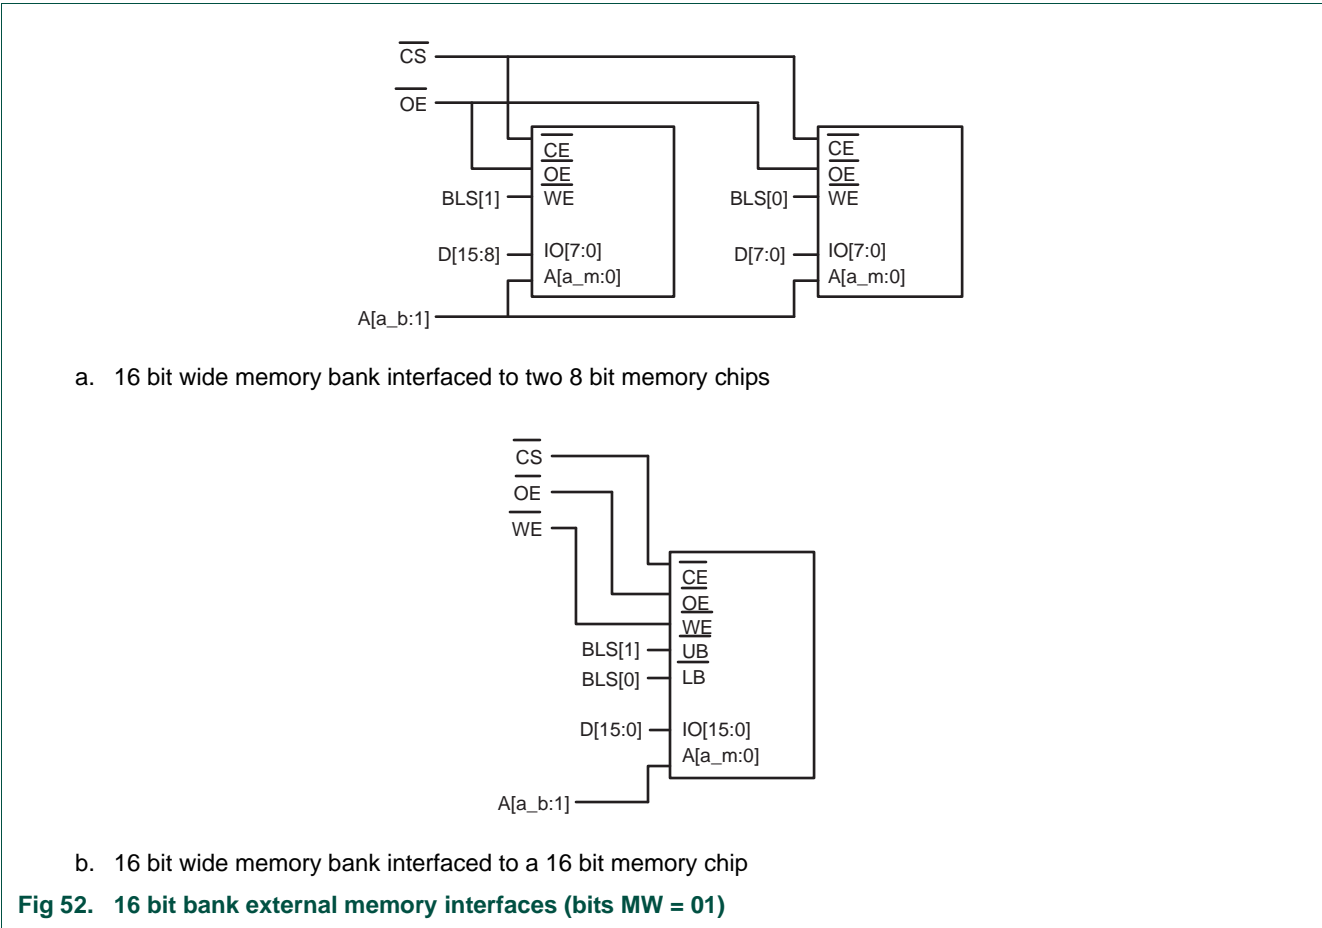 CS
OE
CE
OE
BLS[1] WE
D[15:8] IO[7:0]
A[a_m:0]
CE
OE
BLS[0] WE
D[7:0] IO[7:0]
A[a_m:0]
A[a_b:1]
a. 16 bit wide memory bank interfaced to two 8 bit memory chips
CS
OE
WE
CE
OE
WE
BLS[1] UB
BLS[0] LB
D[15:0] IO[15:0]
A[a_m:0]
A[a_b:1]
b. 16 bit wide memory bank interfaced to a 16 bit memory chip
Fig 52. 16 bit bank external memory interfaces (bits MW = 01)